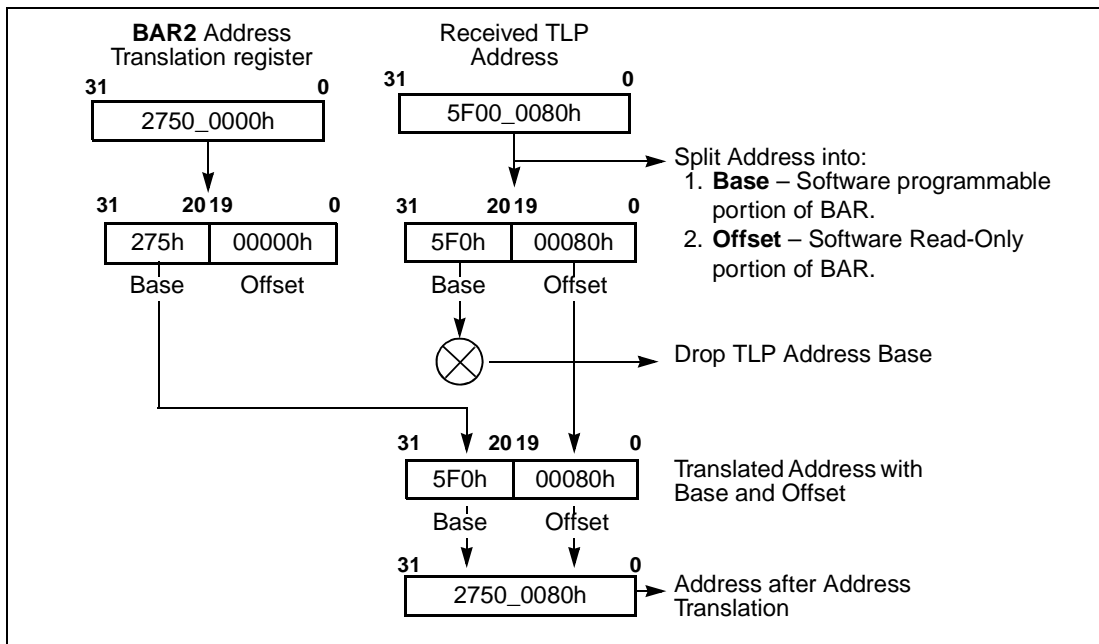 BAR2 Address
Translation register
Received TLP
Address
31 0
31 0
2750_0000h
5F00_0080h
Split Address into:
1. Base – Software programmable
portion of BAR.
2. Offset – Software Read-Only
portion of BAR.
31 20 19 0
31 20 19 0
275h 00000h
5F0h 00080h
Base Offset
Base Offset
Drop TLP Address Base
31 20 19 0
5F0h 00080h
Translated Address with
Base and Offset
Base Offset
31 0
2750_0080h
Address after Address
Translation